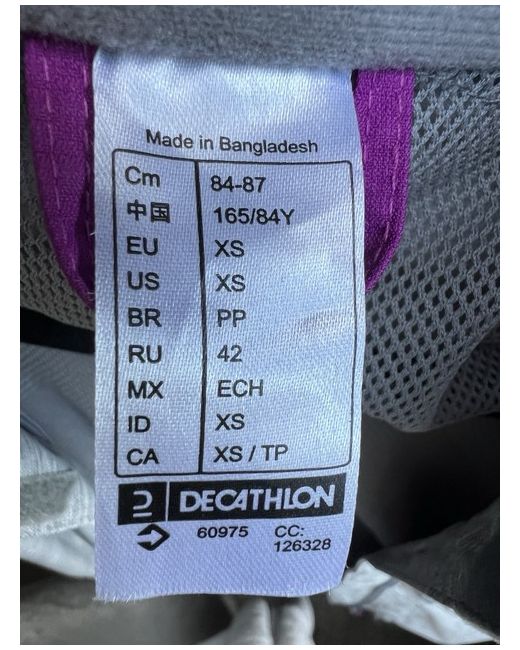 Made in Bangladesh
Cm 84-87
中国 165/84Y
EU XS
US XS
BR PP
RU 42
MX ECH
ID XS
CA XS / TP
DECATHLON
60975 CC:
126328